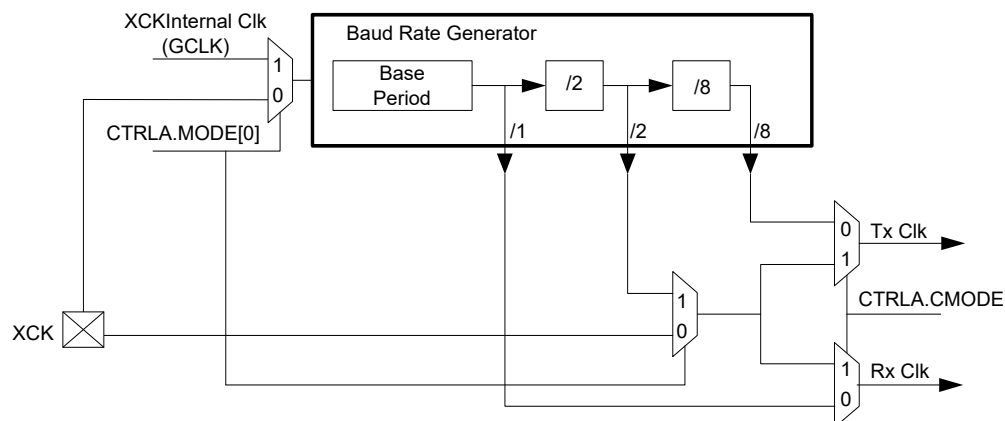 XCKInternal Clk
(GCLK)
Baud Rate Generator
1
0
Base
Period
/2
/8
CTRLA.MODE[0]
/1
/2
/8
0
1
Tx Clk
1
0
CTRLA.CMODE
XCK
1
0
Rx Clk